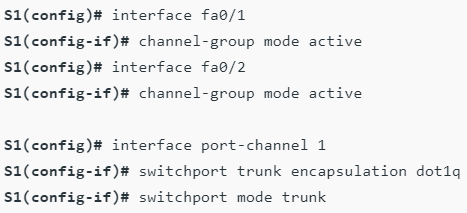 S1(config)# interface fa0/1
S1(config-if)# channel-group mode active
S1(config)# interface fa0/2
S1(config-if)# channel-group mode active
S1(config)# interface port-channel 1
S1(config-if)# switchport trunk encapsulation dot1q
S1(config-if)# switchport mode trunk